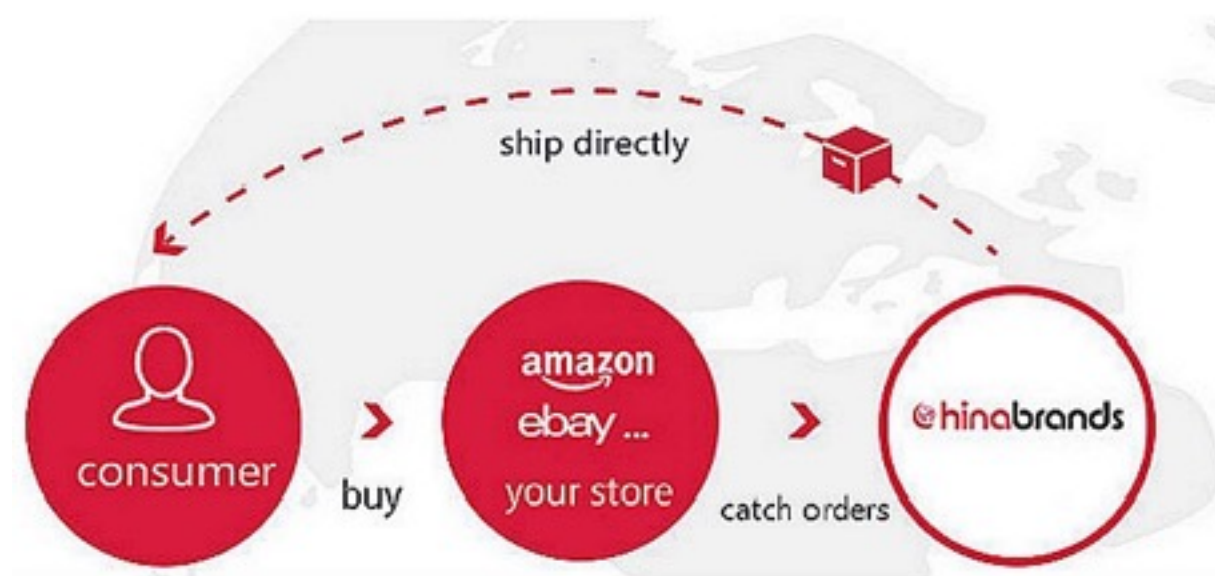 ship directly
consumer
buy
amazon
ebay ...
your store
catch orders
Chinabrands